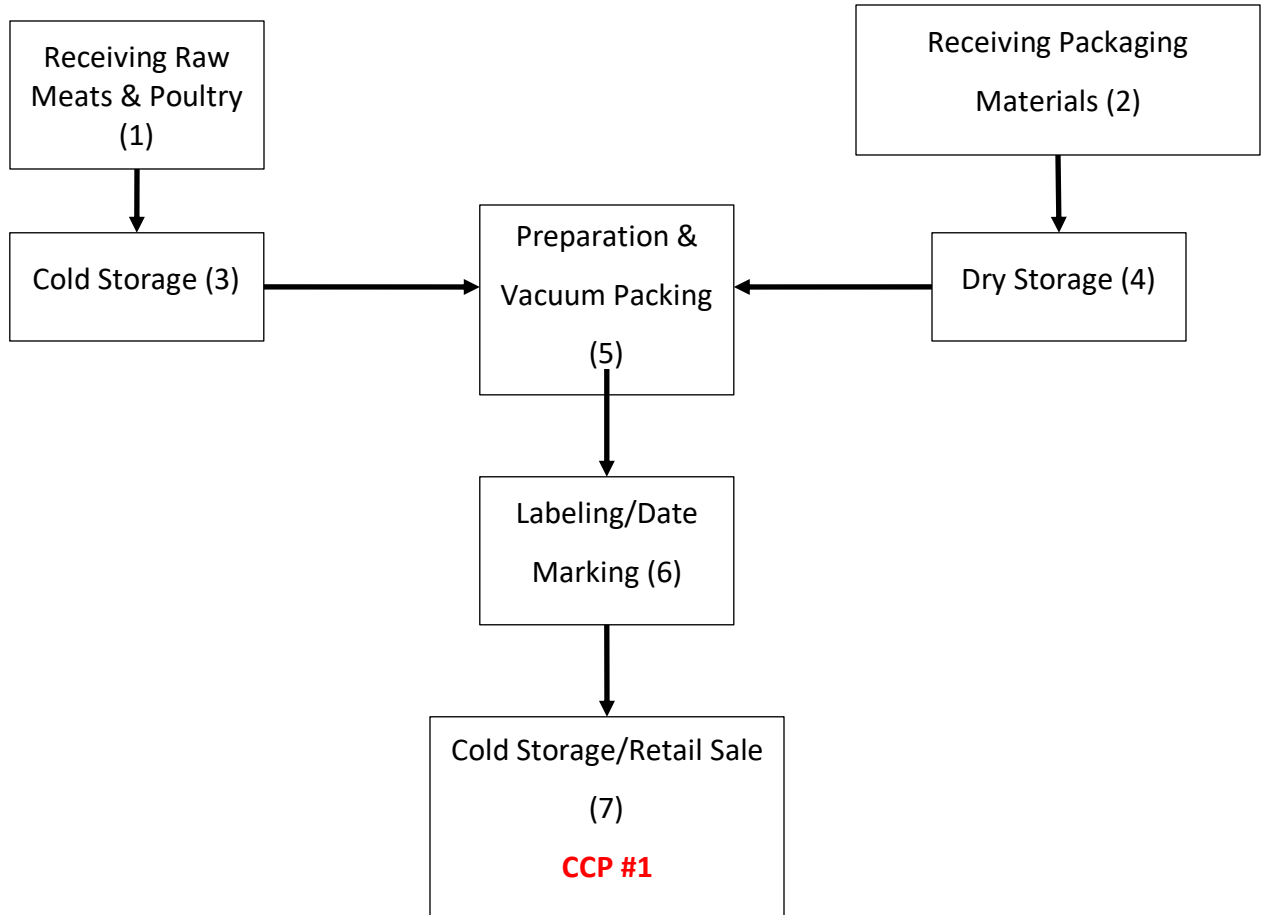 Receiving Raw
Meats & Poultry
(1)
Receiving Packaging
Materials (2)
Cold Storage (3)
Preparation &
Vacuum Packing
(5)
Dry Storage (4)
Labeling/Date
Marking (6)
Cold Storage/Retail Sale
(7)
CCP #1